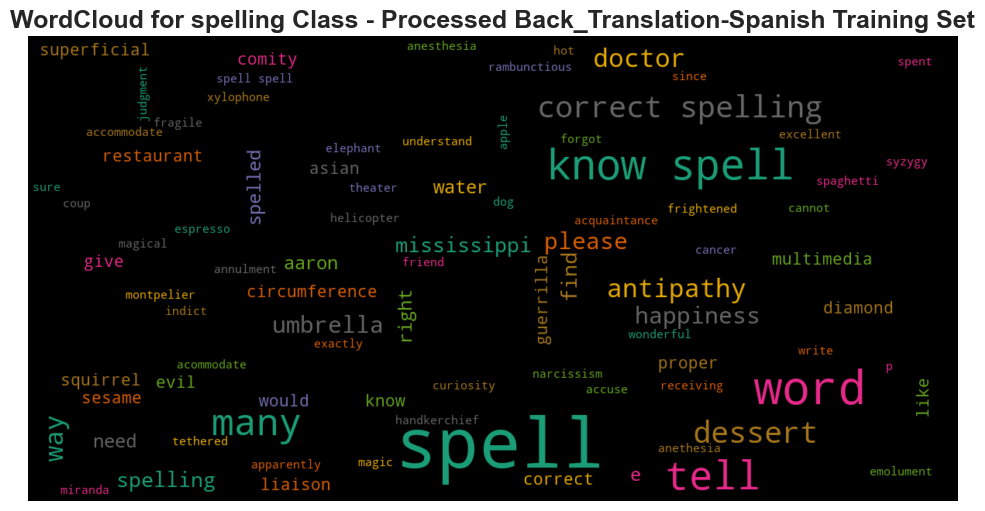 WordCloud for spelling Class - Processed Back_Translation-Spanish Training Set
superficial
anesthesia
hot
doctor
comity
rambunctious
since
spent
judgment
spell spell
xylophone
correct spelling
fragile
accommodate
apple
forgot
excellent
understand
restaurant
elephant
asian
know spell
syzygy
spelled
sure
theater
water
spaghetti
coup
dog
frightened
cannot
helicopter
acquaintance
espresso
magical
mississippi
please
cancer
give
annulment
aaron
friend
guerrilla
find
multimedia
montpelier
circumference
right
antipathy
indict
umbrella
happiness
diamond
exactly
wonderful
write
acommodate
proper
p
squirrel
evil
narcissism
curiosity
accuse
receiving
word
like
sesame
would
know
way
many
handkerchief
spell
dessert
need
tethered
anethesia
apparently
magic
spelling
liaison
correct
e
tell
emolument
miranda